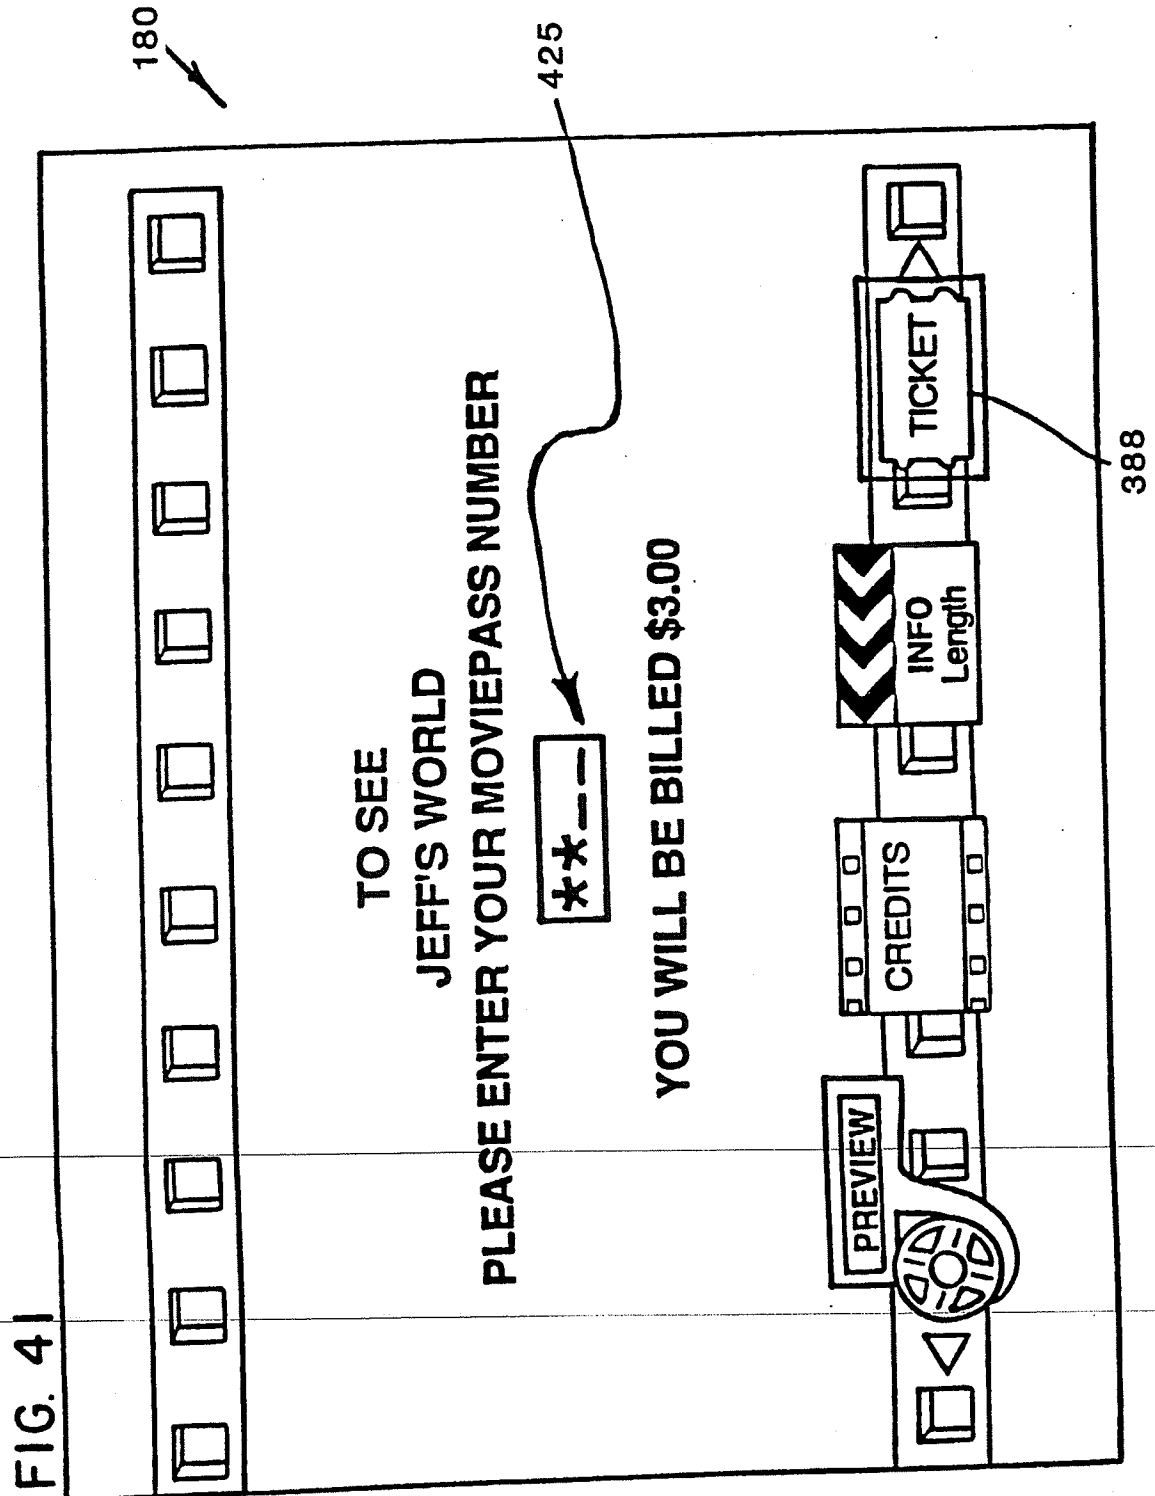 FIG. 41
180
TO SEE
JEFF'S WORLD
PLEASE ENTER YOUR MOVIEPASS NUMBER
**__
425
YOU WILL BE BILLED $3.00
PREVIEW
CREDITS
INFO
Length
TICKET
388